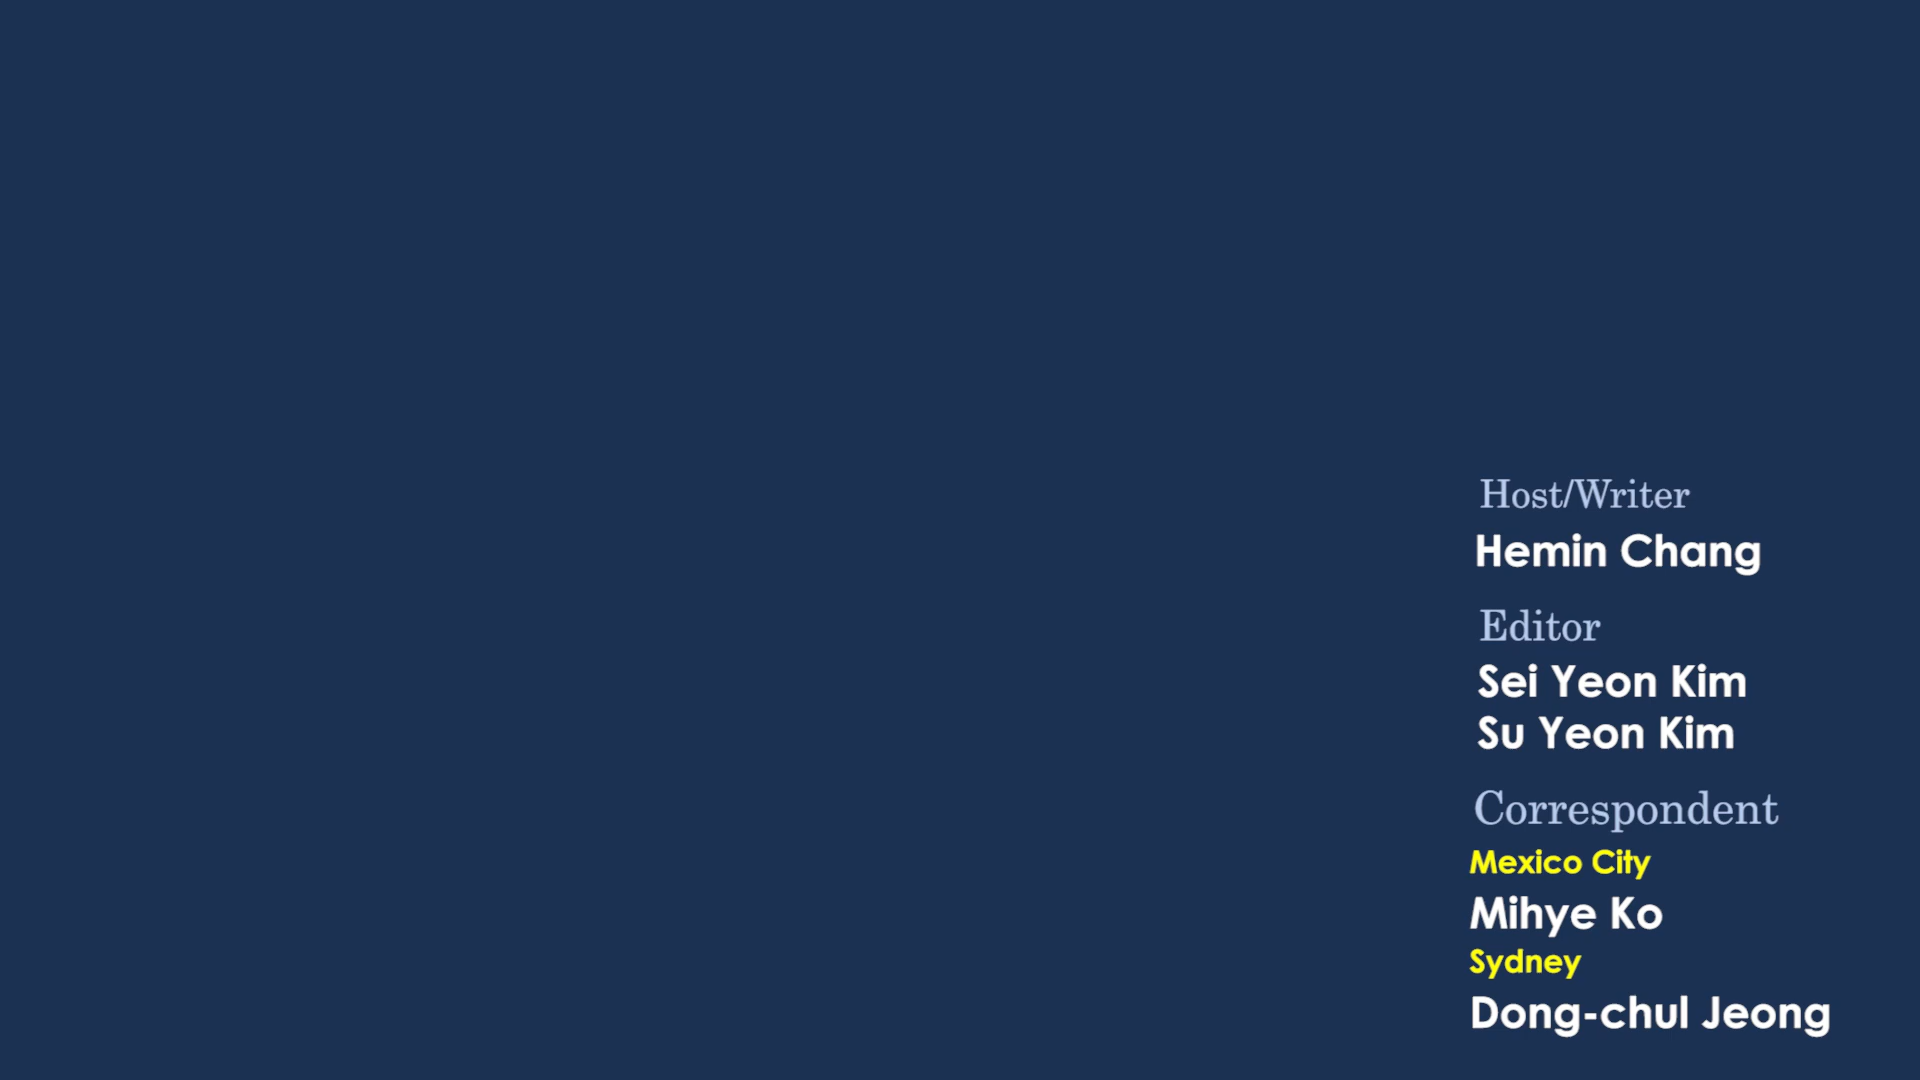 Host/Writer
Hemin Chang
Editor
Sei Yeon Kim
Su Yeon Kim
Correspondent
Mexico City
Mihye Ko
Sydney
Dong-chul Jeong